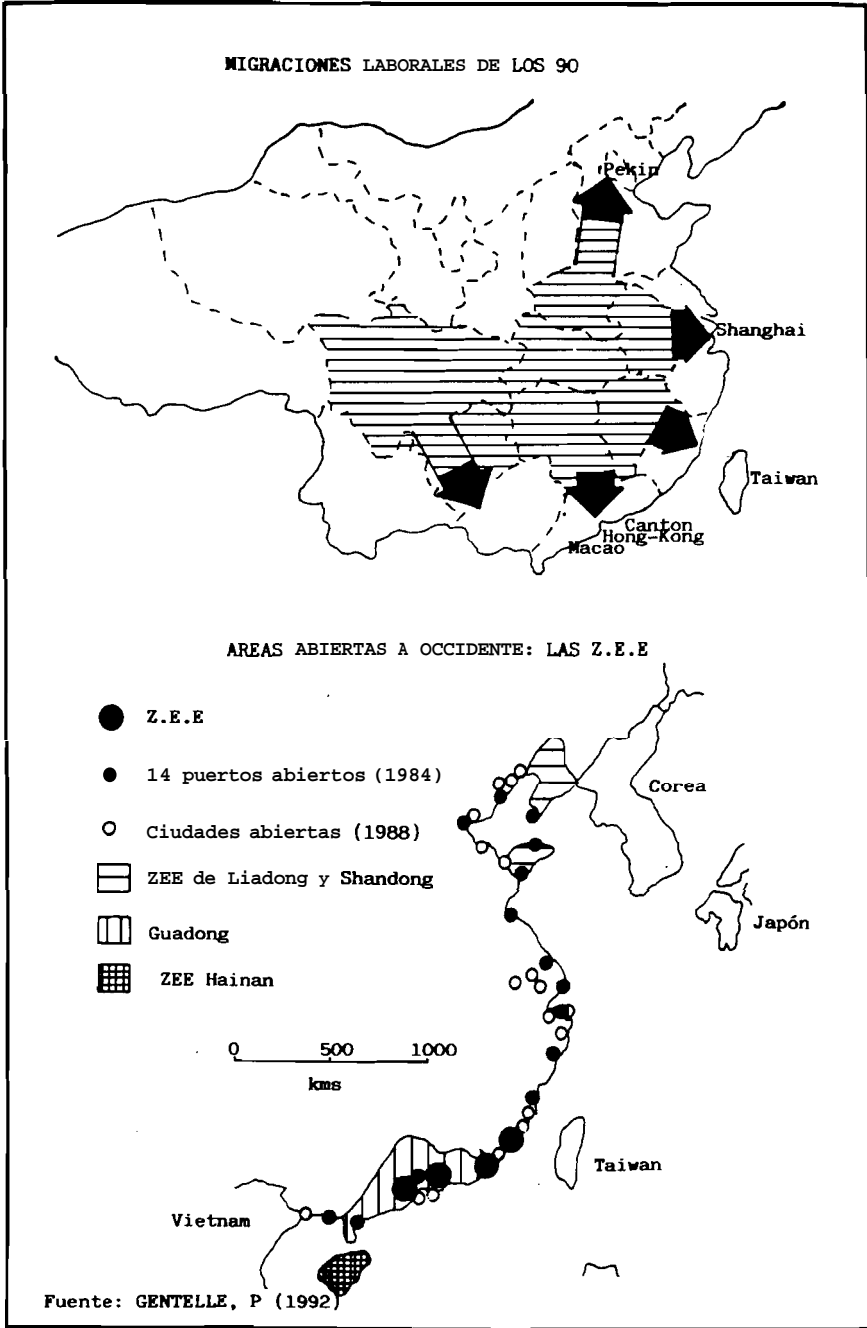 MIGRACIONES LABORALES DE LOS 90
Pekin
Shanghai
Taiwan
Canton
Hong-Kong
Macao
AREAS ABIERTAS A OCCIDENTE: LAS Z.E.E
Z.E.E
14 puertos abiertos (1984)
Ciudades abiertas (1988)
ZEE de Liadong y Shandong
Guadong
ZEE Hainan
Corea
Japón
0 500 1000
kms
Taiwan
Vietnam
Fuente: GENTELLE, P (1992)